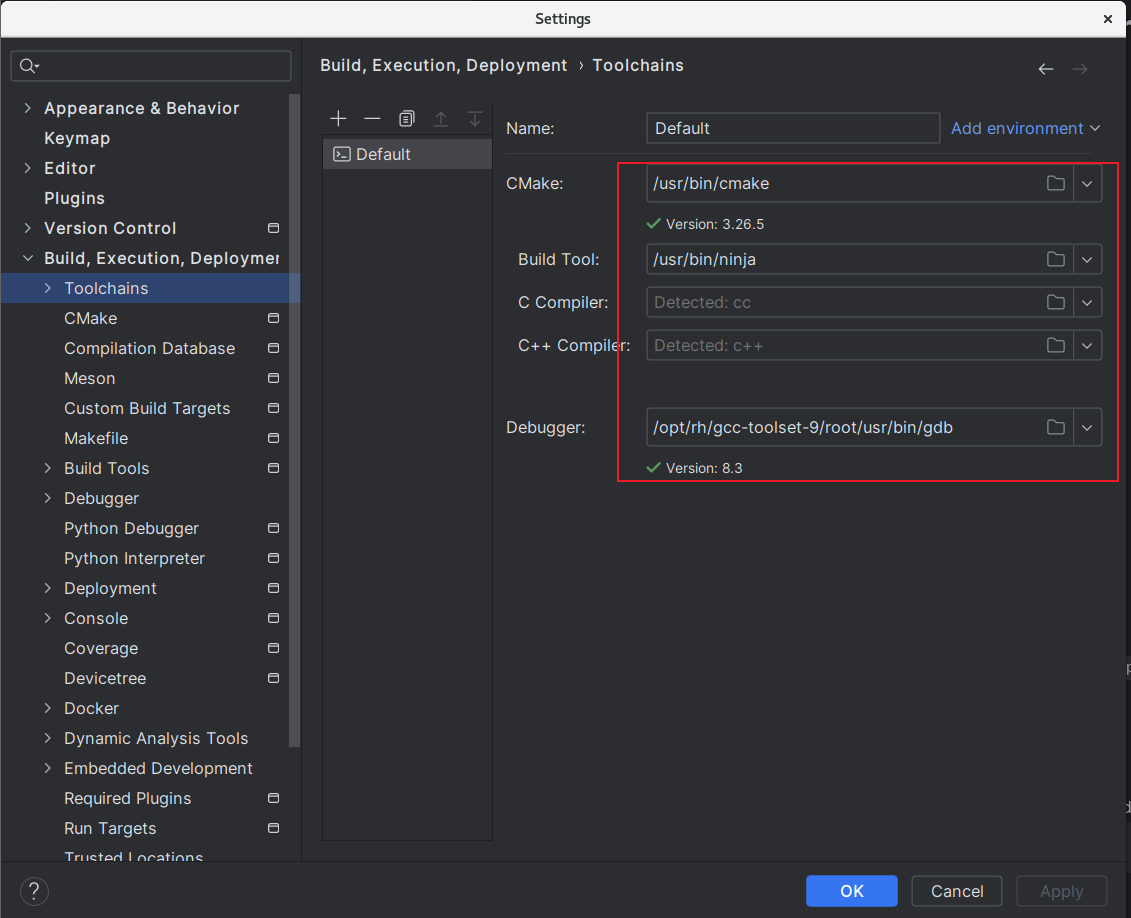 Settings
Appearance & Behavior
Keymap
Editor
Plugins
Version Control
Build, Execution, Deploymen
Toolchains
CMake
Compilation Database
Meson
Custom Build Targets
Makefile
Build Tools
Debugger
Python Debugger
Python Interpreter
Deployment
Console
Coverage
Devicetree
Docker
Dynamic Analysis Tools
Embedded Development
Required Plugins
Run Targets
Trusted Locations
Build, Execution, Deployment › Toolchains
Default
Name: Default Add environment
CMake: /usr/bin/cmake
Version: 3.26.5
Build Tool: /usr/bin/ninja
C Compiler: Detected: cc
C++ Compiler: Detected: c++
Debugger: /opt/rh/gcc-toolset-9/root/usr/bin/gdb
Version: 8.3
? OK Cancel Apply